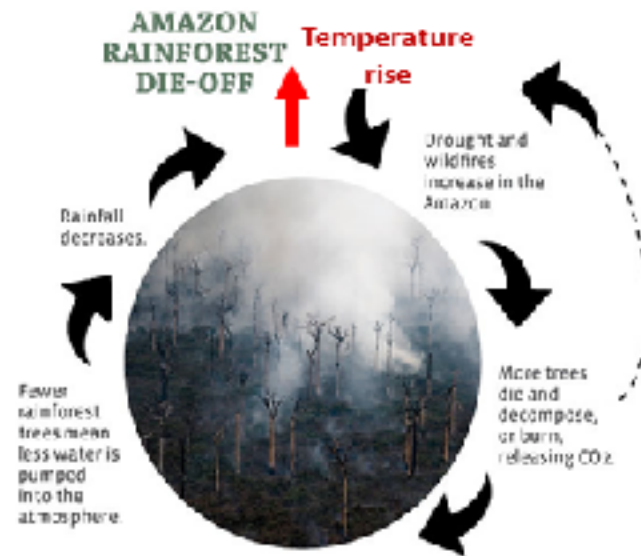 AMAZON
RAINFOREST
DIE-OFF
Temperature
rise
Drought and
wildfires
increase in the
Amazon
More trees
die and
decompose,
or burn,
releasing CO2.
Fewer
rainforest
trees mean
less water is
pumped
into the
atmosphere.
Rainfall
decreases.